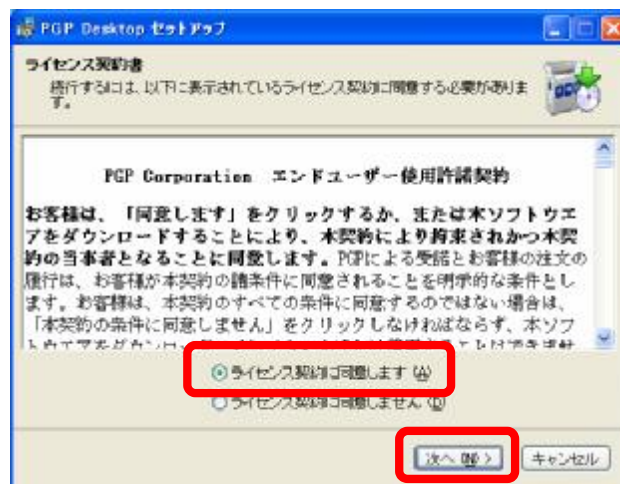 PGP Desktop セットアップ
ライセンス契約書
続行するには、以下に表示されているライセンス契約に同意する必要があります。
PGP Corporation エンドユーザー使用許諾契約
お客様は、「同意します」をクリックするか、または本ソフトウエ
アをダウンロードすることにより、本契約により拘束されかつ本契
約の当事者となることに同意します。PGPによる受諾とお客様の注文の
履行は、お客様が本契約の諸条件に同意されることを明示的な条件とし
ます。お客様は、本契約のすべての条件に同意するのではない場合は、
「本契約の条件に同意しません」をクリックしなければならず、本ソフ
ライセンス契約に同意します (A)
ライセンス契約に同意しません (D)
次へ (N) >
キャンセル